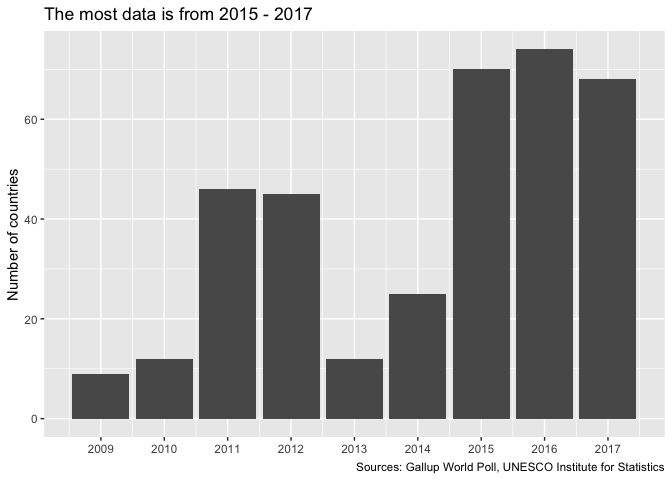 The most data is from 2015 - 2017
Number of countries
60
40
20
0
2009 2010 2011 2012 2013 2014 2015 2016 2017
Sources: Gallup World Poll, UNESCO Institute for Statistics